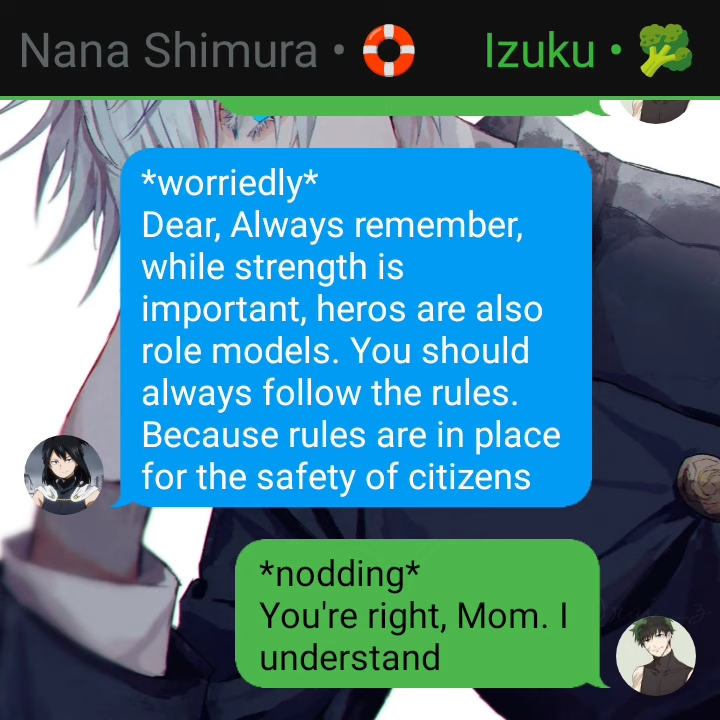 Nana Shimura • Izuku •
*worriedly*
Dear, Always remember,
while strength is
important, heros are also
role models. You should
always follow the rules.
Because rules are in place
for the safety of citizens
*nodding*
You're right, Mom. I
understand